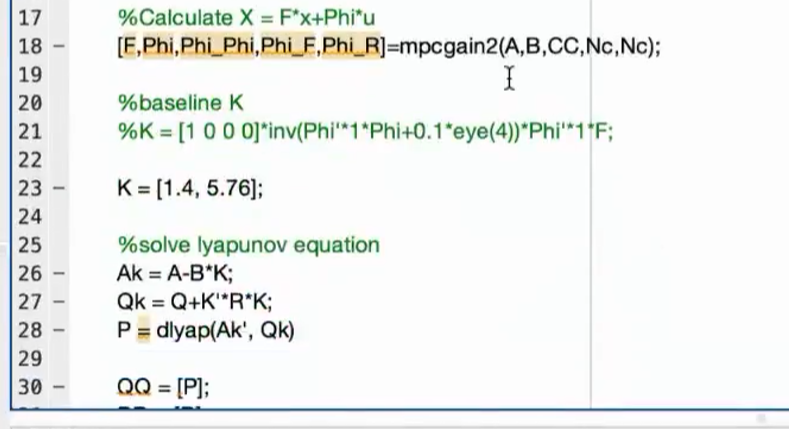 17 %Calculate X = F*x+Phi*u
18 – [F,Phi,Phi_Phi,Phi_F,Phi_R]=mpcgain2(A,B,CC,Nc,Nc);
19
20 %baseline K
21 %K = [1 0 0 0]*inv(Phi'*1*Phi+0.1*eye(4))*Phi'*1*F;
22
23 – K = [1.4, 5.76];
24
25 %solve lyapunov equation
26 – Ak = A-B*K;
27 – Qk = Q+K'*R*K;
28 – P = dlyap(Ak', Qk)
29
30 – QQ = [P];